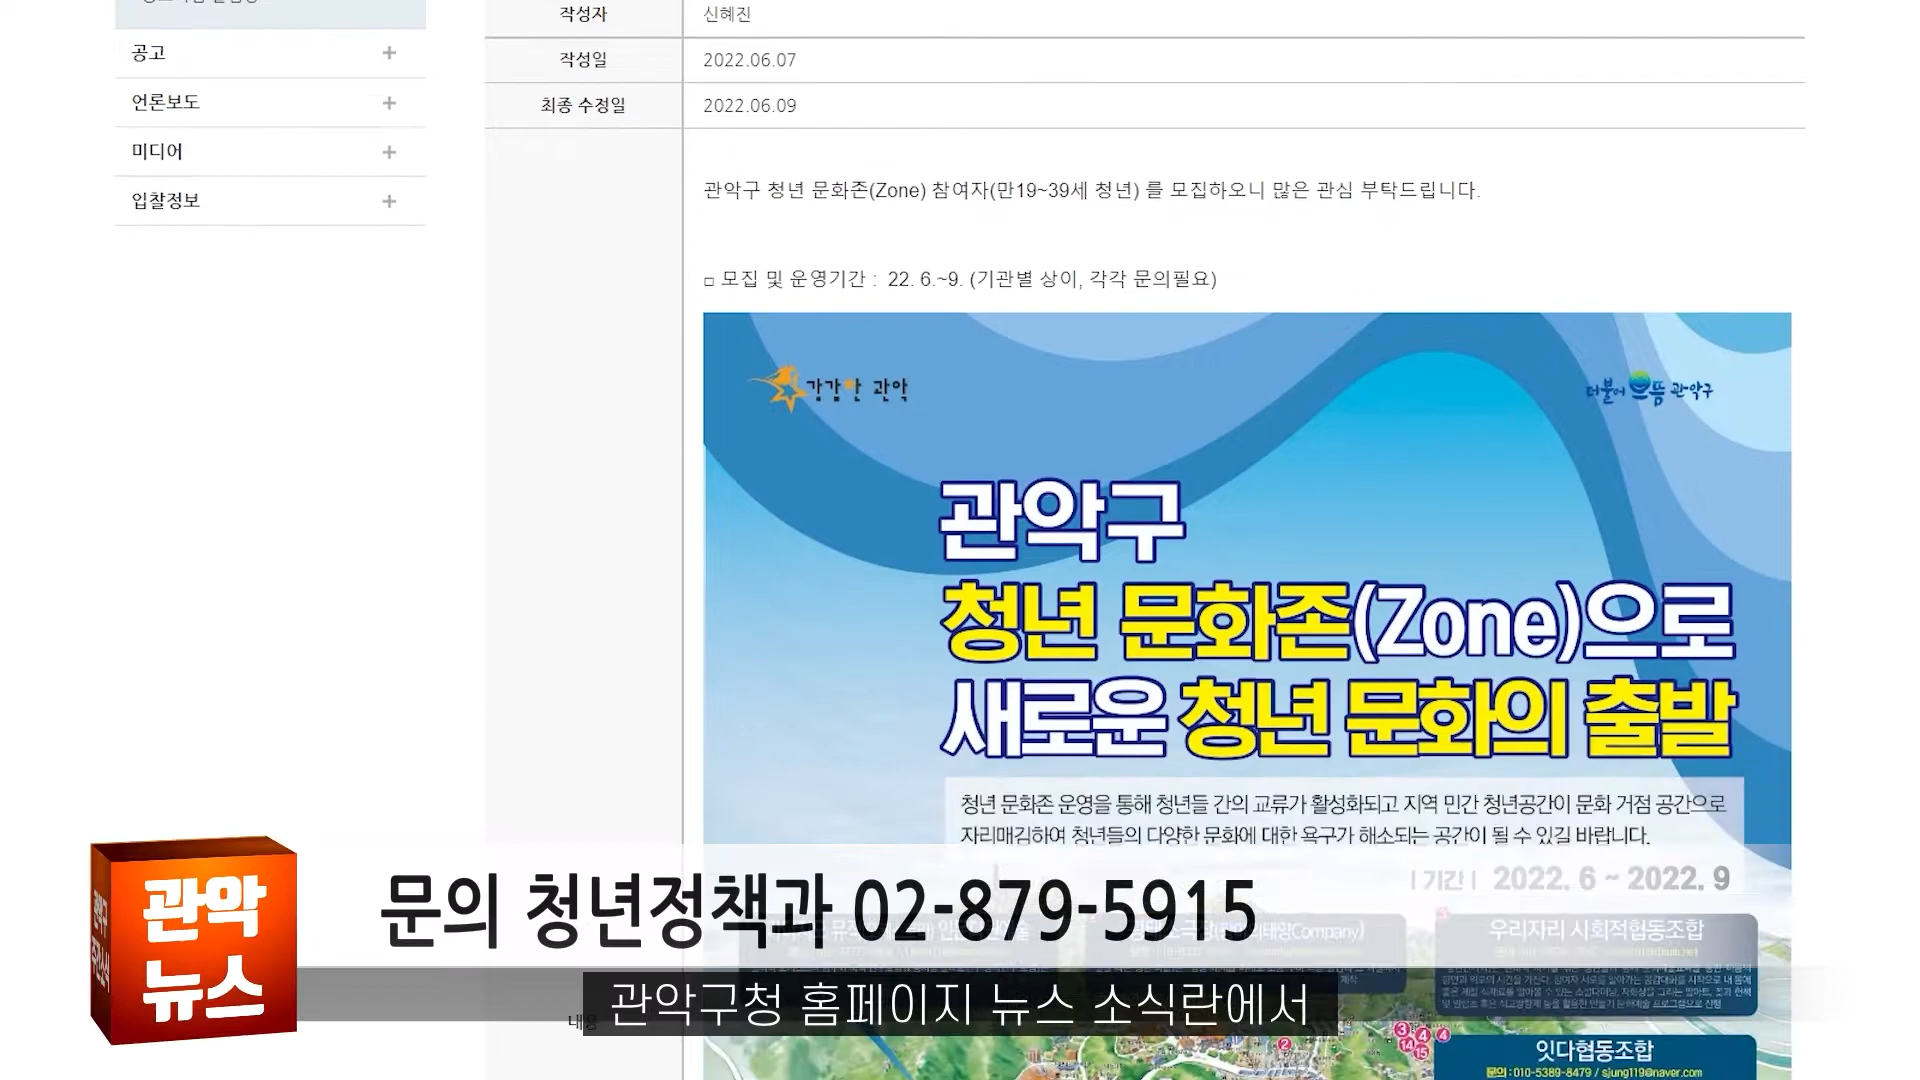 공고
언론보도
미디어
입찰정보
작성자 신혜진
작성일 2022.06.07
최종 수정일 2022.06.09
관악구 청년 문화존(Zone) 참여자(만19~39세 청년) 를 모집하오니 많은 관심 부탁드립니다.
□ 모집 및 운영기간 : 22. 6.~9. (기관별 상이, 각각 문의필요)
강감찬 관악
더불어 으뜸 관악구
관악구
청년 문화존(Zone)으로
새로운 청년 문화의 출발
청년 문화존 운영을 통해 청년들 간의 교류가 활성화되고 지역 민간 청년공간이 문화 거점 공간으로
자리매김하여 청년들의 다양한 문화에 대한 욕구가 해소되는 공간이 될 수 있길 바랍니다.
| 기간 | 2022. 6 ~ 2022. 9
우리자리 사회적협동조합
문의 청년정책과 02-879-5915
관악
뉴스
내용
관악구청 홈페이지 뉴스 소식란에서
3 4 4
14 15
2
잇다협동조합
문의 : 010-5389-8479 / sjung119@naver.com